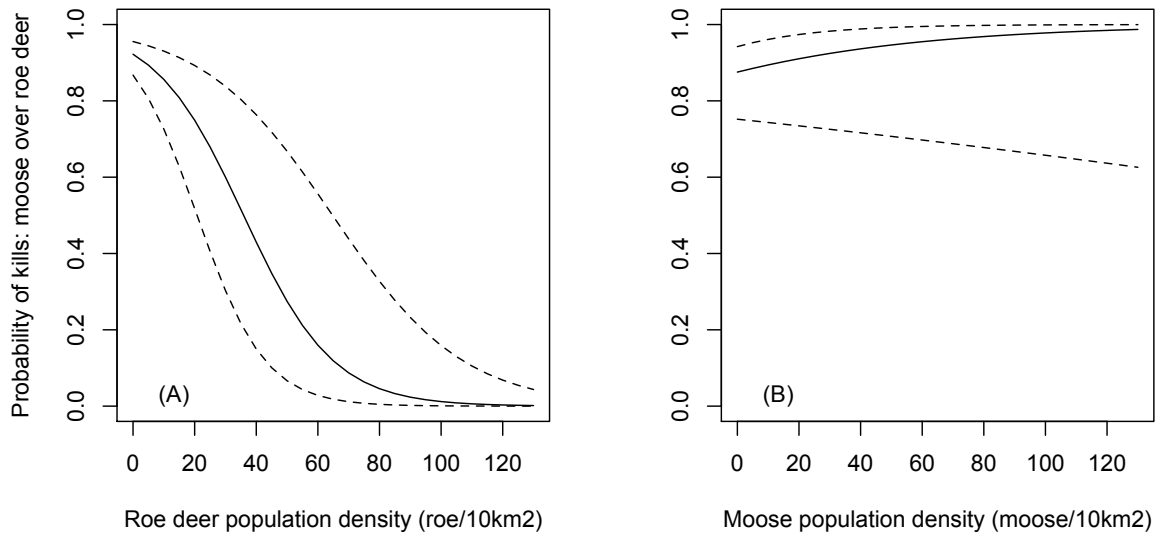 Probability of kills: moose over roe deer
1.0
0.8
0.6
0.4
0.2
0.0
(A)
0 20 40 60 80 100 120
Roe deer population density (roe/10km2)
1.0
0.8
0.6
0.4
0.2
0.0
(B)
0 20 40 60 80 100 120
Moose population density (moose/10km2)